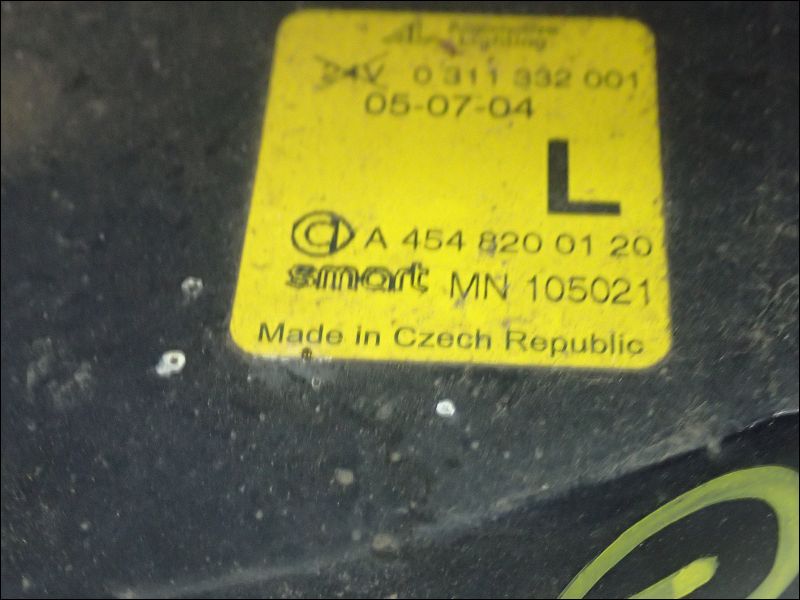 Automotive
Lighting
24V 0 311 332 001
05-07-04
L
A 454 820 01 20
smart MN 105021
Made in Czech Republic